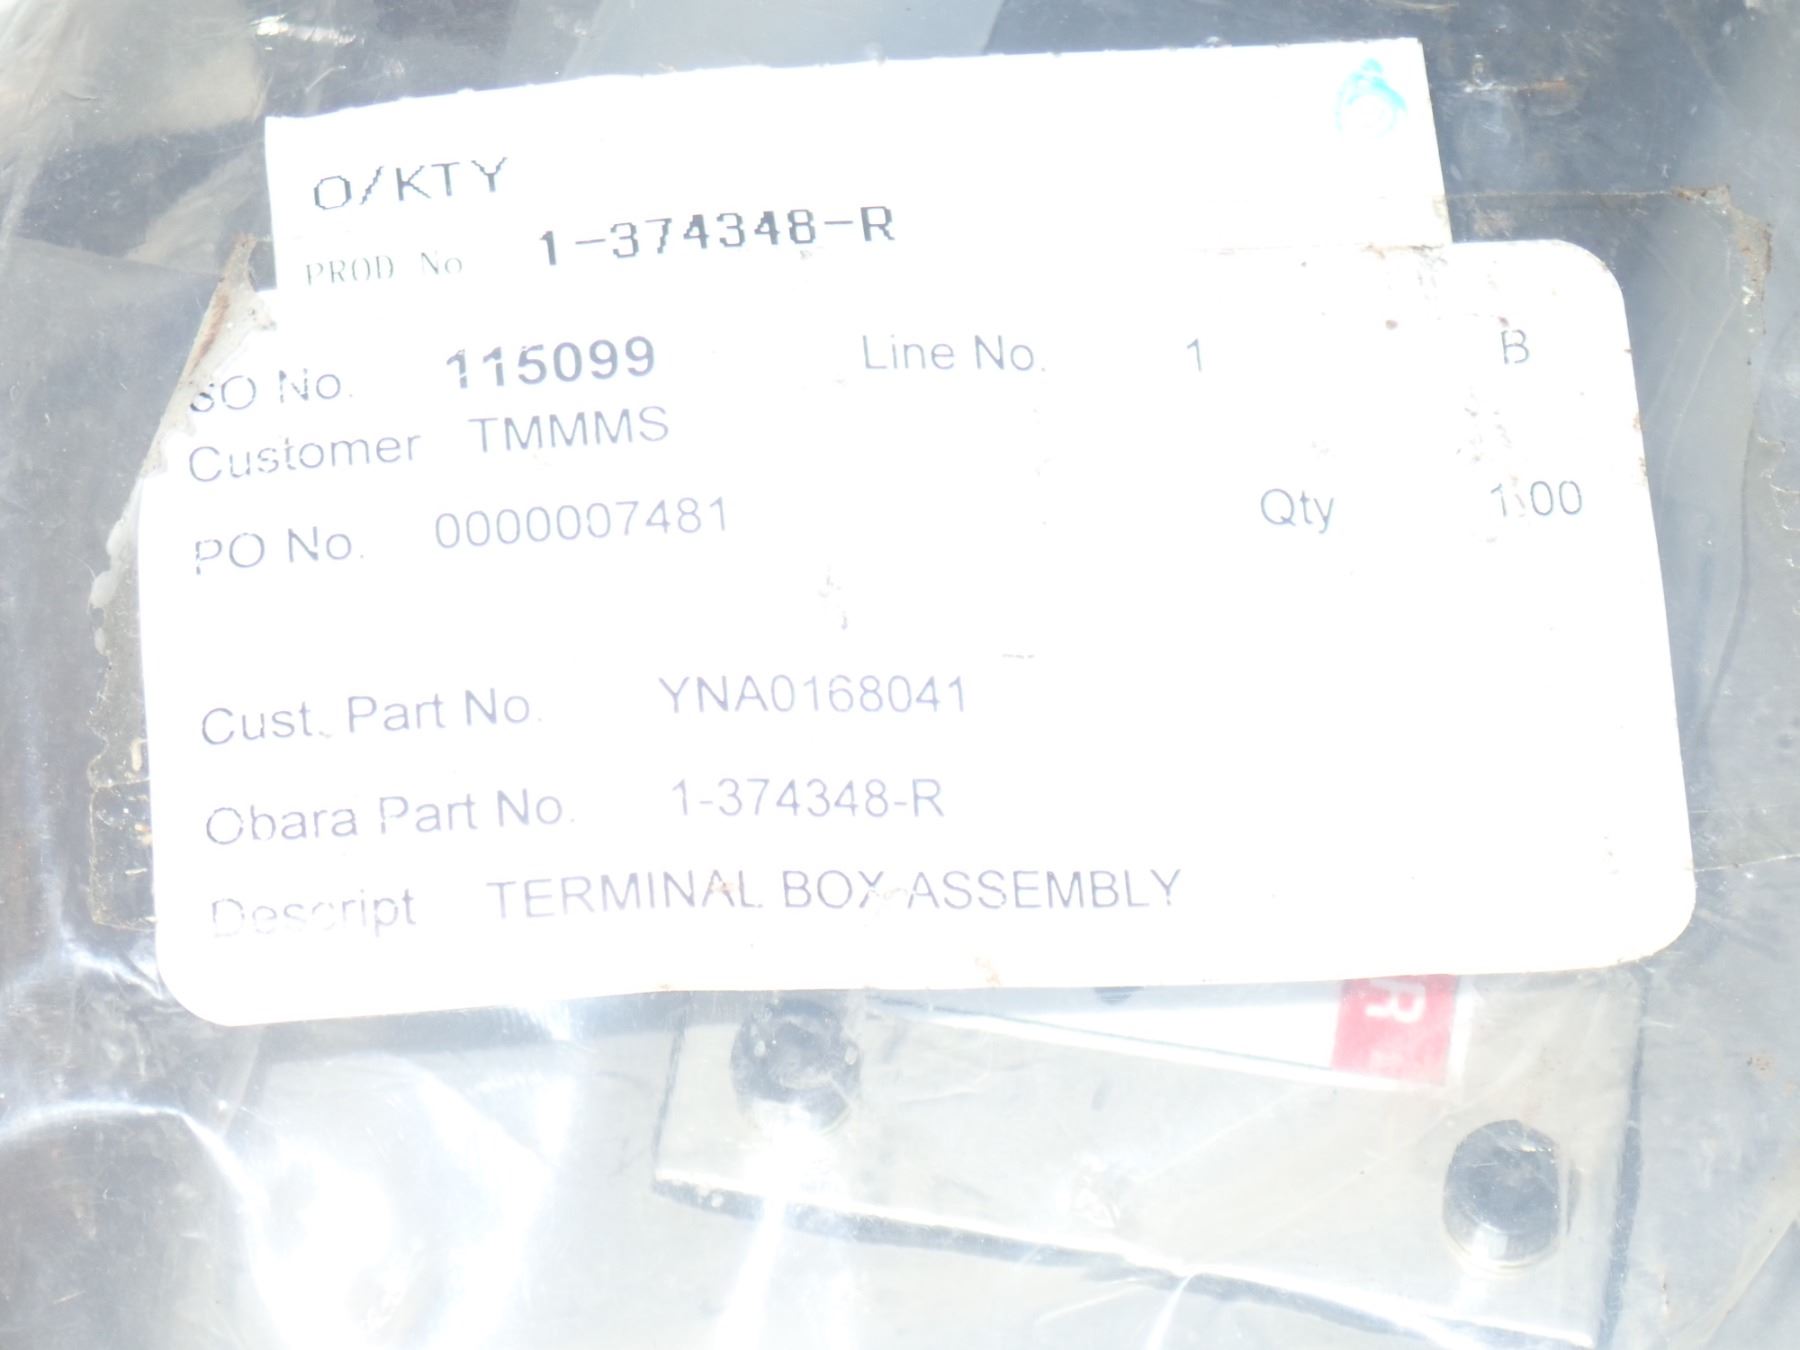 O/KTY
PROD No 1-374348-R
SO No. 115099 Line No. 1 B
Customer TMMMS
PO No. 0000007481 Qty 1.00
Cust. Part No. YNA0168041
Obara Part No. 1-374348-R
Descript TERMINAL BOX ASSEMBLY
R